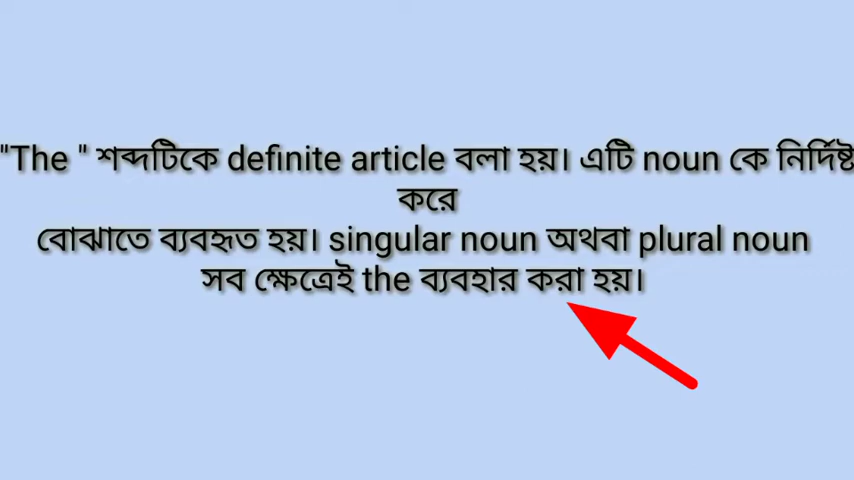 "The " শব্দটিকে definite article বলা হয়। এটি noun কে নির্দিষ্ট
করে
বোঝাতে ব্যবহৃত হয়। singular noun অথবা plural noun
সব ক্ষেত্রেই the ব্যবহার করা হয়।